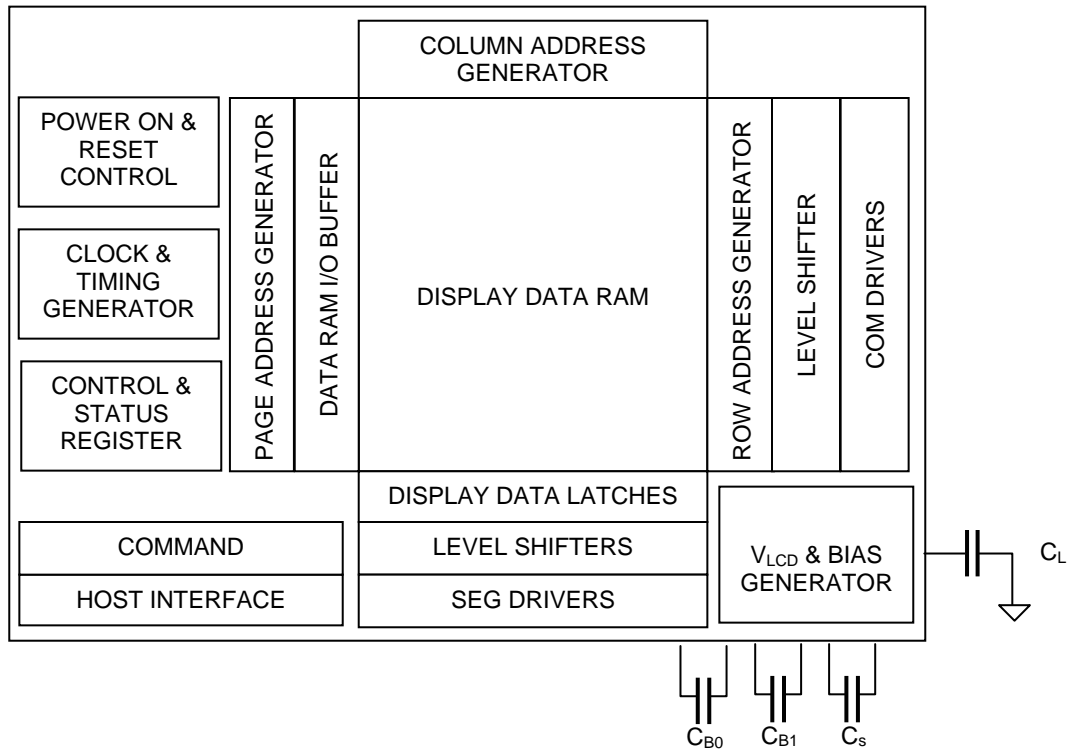 COLUMN ADDRESS
GENERATOR
POWER ON &
RESET
CONTROL
CLOCK &
TIMING
GENERATOR
CONTROL &
STATUS
REGISTER
PAGE ADDRESS GENERATOR
DATA RAM I/O BUFFER
DISPLAY DATA RAM
ROW ADDRESS GENERATOR
LEVEL SHIFTER
COM DRIVERS
DISPLAY DATA LATCHES
COMMAND
LEVEL SHIFTERS
HOST INTERFACE
SEG DRIVERS
VLCD & BIAS
GENERATOR
CL
CB0
CB1
Cs